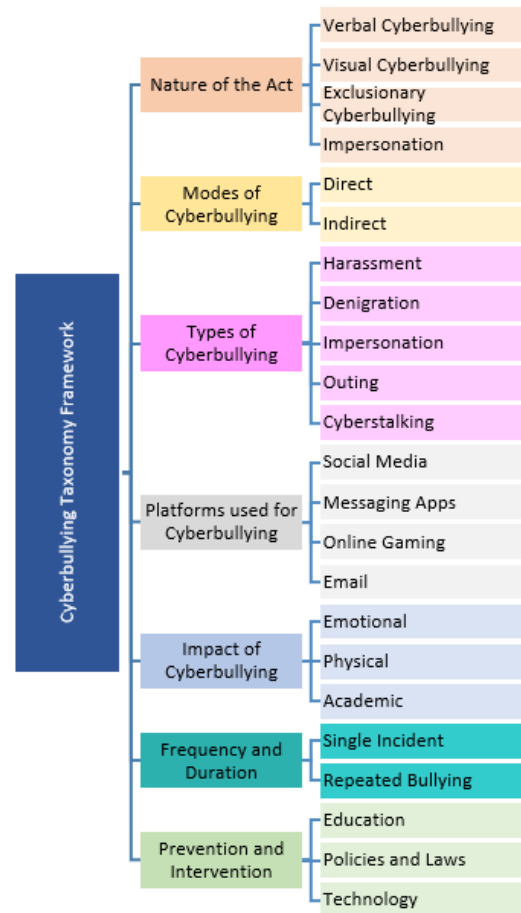 Cyberbullying Taxonomy Framework
Nature of the Act
Verbal Cyberbullying
Visual Cyberbullying
Exclusionary
Cyberbullying
Impersonation
Modes of
Cyberbullying
Direct
Indirect
Types of
Cyberbullying
Harassment
Denigration
Impersonation
Outing
Cyberstalking
Platforms used for
Cyberbullying
Social Media
Messaging Apps
Online Gaming
Email
Impact of
Cyberbullying
Emotional
Physical
Academic
Frequency and
Duration
Single Incident
Repeated Bullying
Prevention and
Intervention
Education
Policies and Laws
Technology